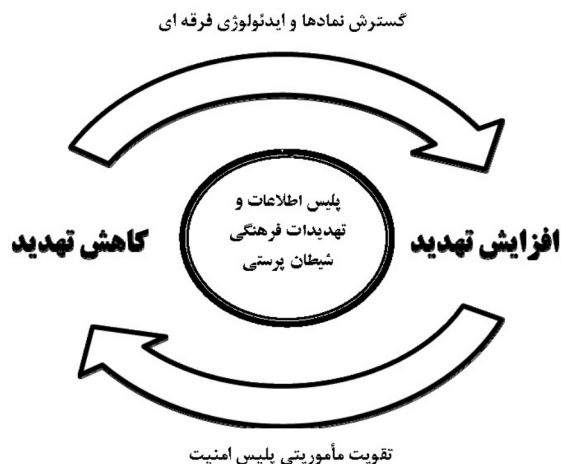 گسترش نمادها و ایدئولوژی فرقه ای
پلیس اطلاعات و
تهدیدات فرهنگی
شیطان پرستی
افزایش تهدید
کاهش تهدید
تقویت مأموریتی پلیس امنیت